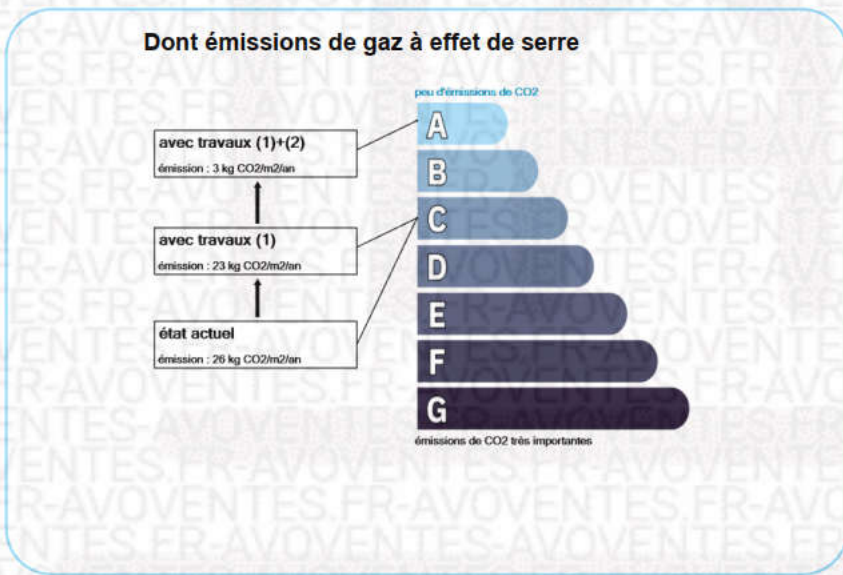 Dont émissions de gaz à effet de serre
peu d'émissions de CO2
A
avec travaux (1)+(2)
émission : 3 kg CO2/m2/an
B
C
avec travaux (1)
émission : 23 kg CO2/m2/an
D
E
état actuel
émission : 26 kg CO2/m2/an
F
G
émissions de CO2 très importantes
AVOVENTES.FR